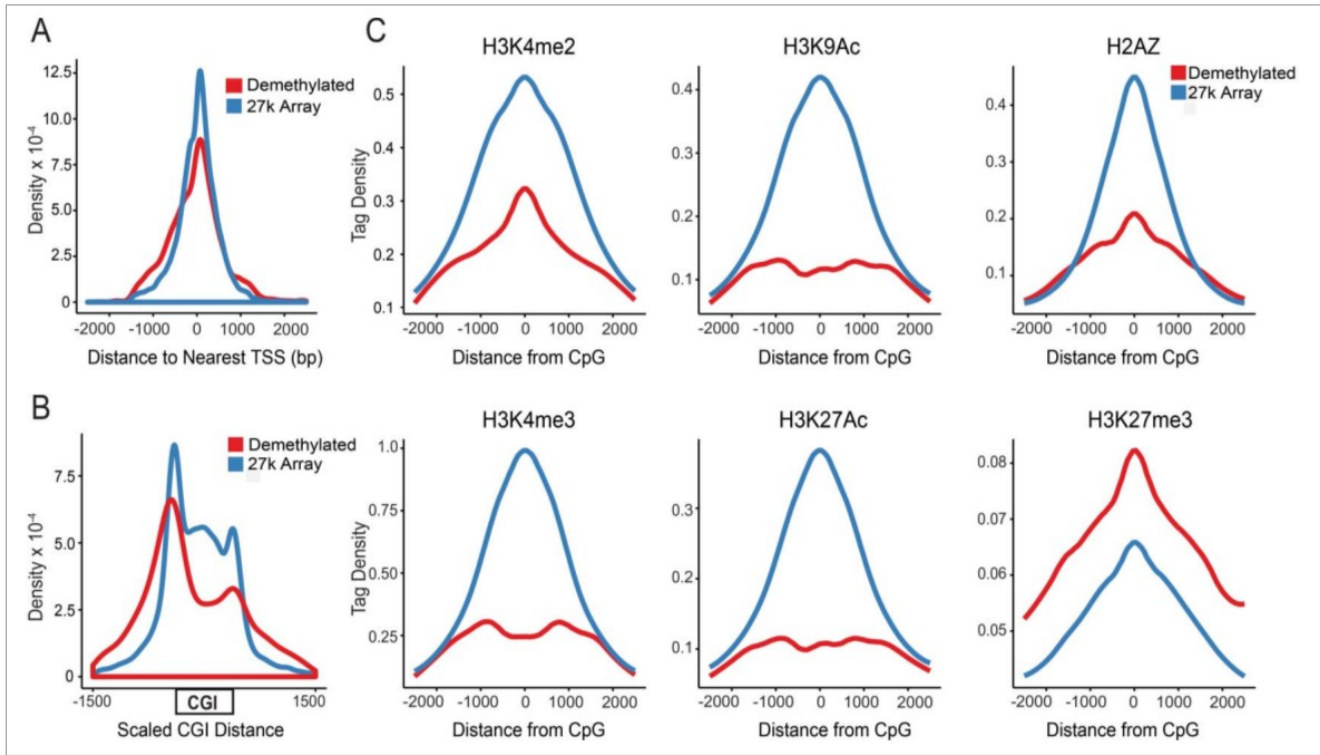 A
Density x 10-4
12.5
10.0
7.5
5.0
2.5
0
-2000 -1000 0 1000 2000
Distance to Nearest TSS (bp)
Demethylated
27k Array
B
Density x 10-4
7.5
5.0
2.5
0
-1500 CGI 1500
Scaled CGI Distance
Demethylated
27k Array
C
H3K4me2
Tag Density
0.5
0.4
0.3
0.2
0.1
-2000 -1000 0 1000 2000
Distance from CpG
H3K9Ac
0.4
0.3
0.2
0.1
-2000 -1000 0 1000 2000
Distance from CpG
H2AZ
Demethylated
27k Array
0.4
0.3
0.2
0.1
-2000 -1000 0 1000 2000
Distance from CpG
H3K4me3
Tag Density
1.0
0.75
0.50
0.25
-2000 -1000 0 1000 2000
Distance from CpG
H3K27Ac
0.3
0.2
0.1
-2000 -1000 0 1000 2000
Distance from CpG
H3K27me3
0.08
0.07
0.06
0.05
-2000 -1000 0 1000 2000
Distance from CpG